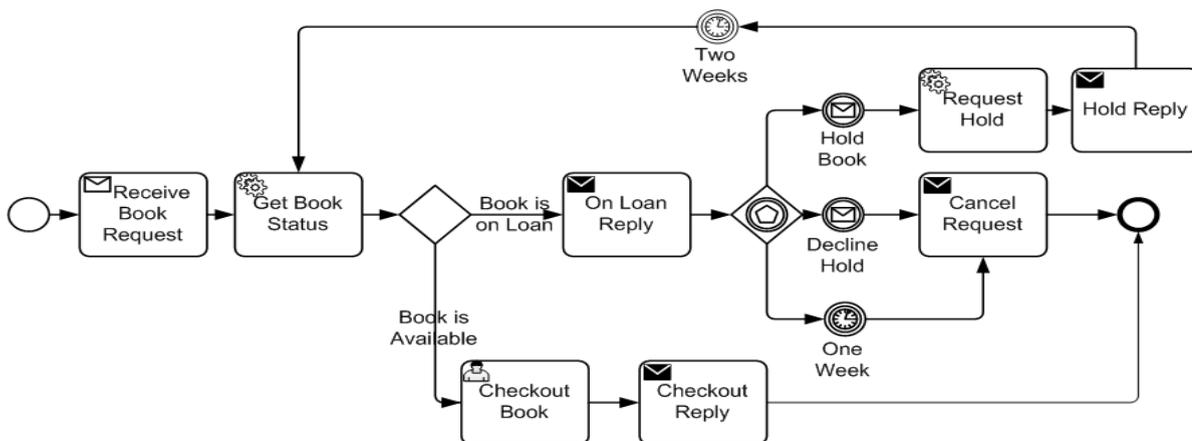 Two
Weeks
Request
Hold
Hold Reply
Hold
Book
Receive
Book
Request
Get Book
Status
Book is
on Loan
On Loan
Reply
Decline
Hold
Cancel
Request
One
Week
Book is
Available
Checkout
Book
Checkout
Reply